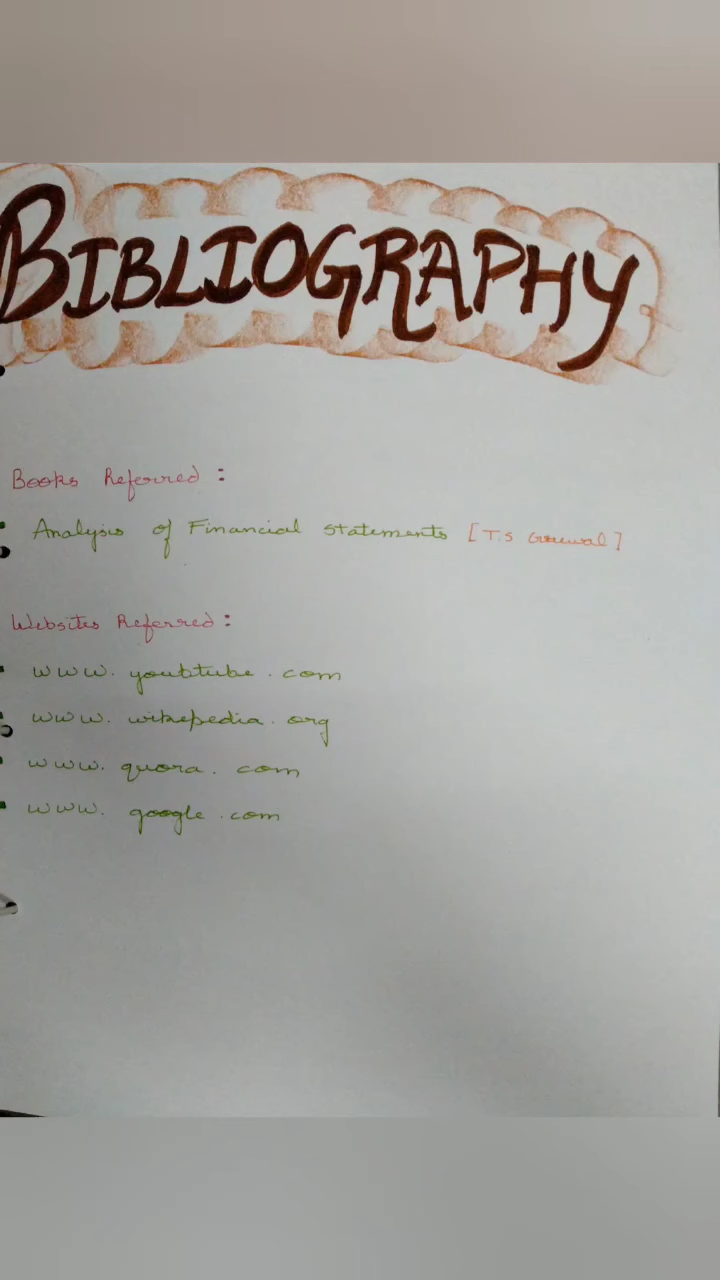 BIBLIOGRAPHY
Books Referred :
Analysis of Financial Statements [T.S Grewal]
Websites Referred :
www. youbtube . com
www. wikepedia. org
www. quora. com
www. google .com